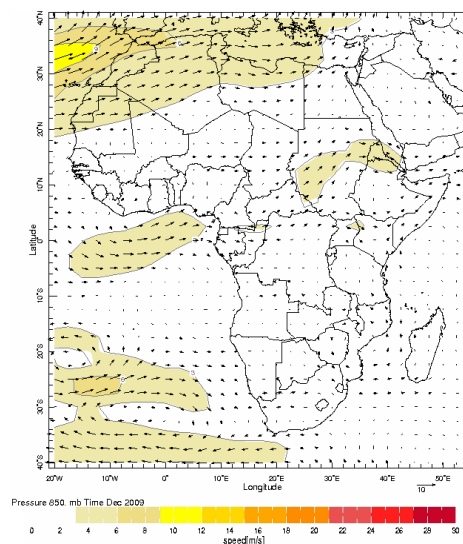 40°N
30°N
20°N
10°N
0°
10°S
20°S
30°S
40°S
Latitude
20°W
10°W
0°
10°E
20°E
30°E
40°E
50°E
Longitude
10
Pressure 850. mb Time Dec 2009
0 2 4 6 8 10 12 14 16 18 20 22 24 26 28 30
speed[m/s]